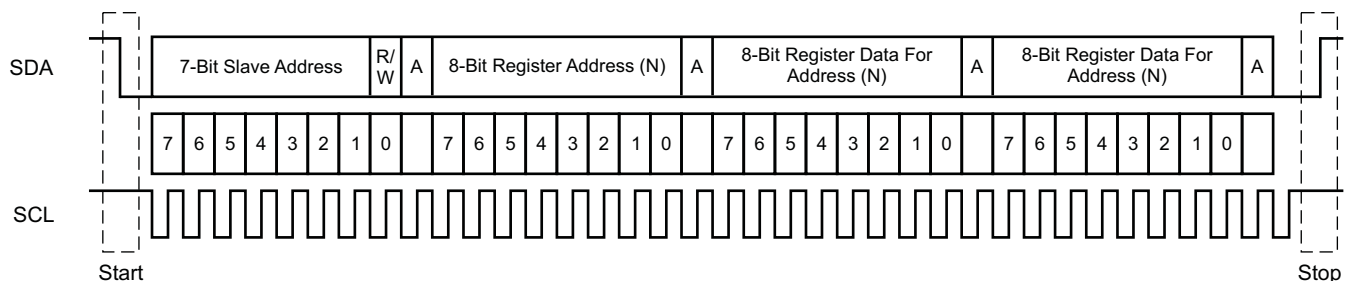 SDA
7-Bit Slave Address
R/
W
A
8-Bit Register Address (N)
A
8-Bit Register Data For
Address (N)
A
8-Bit Register Data For
Address (N)
A
7 6 5 4 3 2 1 0 7 6 5 4 3 2 1 0 7 6 5 4 3 2 1 0 7 6 5 4 3 2 1 0
SCL
Start
Stop